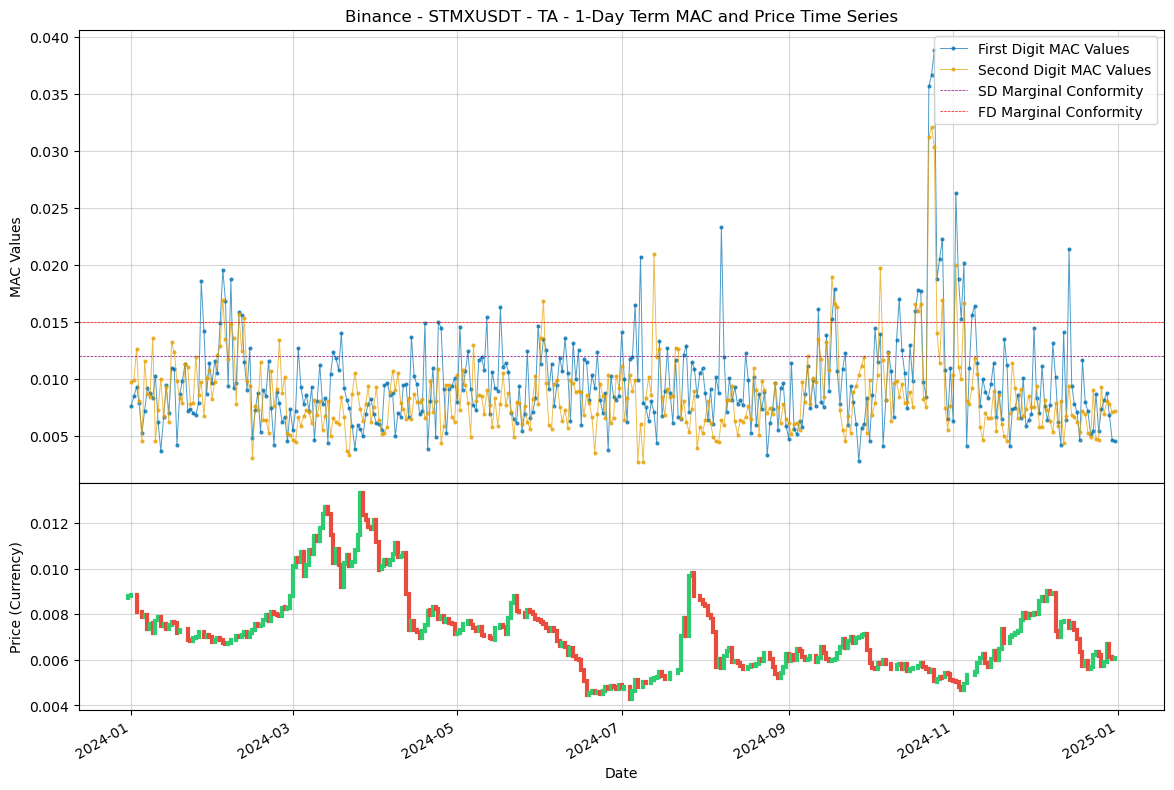 Binance - STMXUSDT - TA - 1-Day Term MAC and Price Time Series
First Digit MAC Values
Second Digit MAC Values
SD Marginal Conformity
FD Marginal Conformity
MAC Values
0.040
0.035
0.030
0.025
0.020
0.015
0.010
0.005
Price (Currency)
0.012
0.010
0.008
0.006
0.004
2024-01
2024-03
2024-05
2024-07
2024-09
2024-11
2025-01
Date